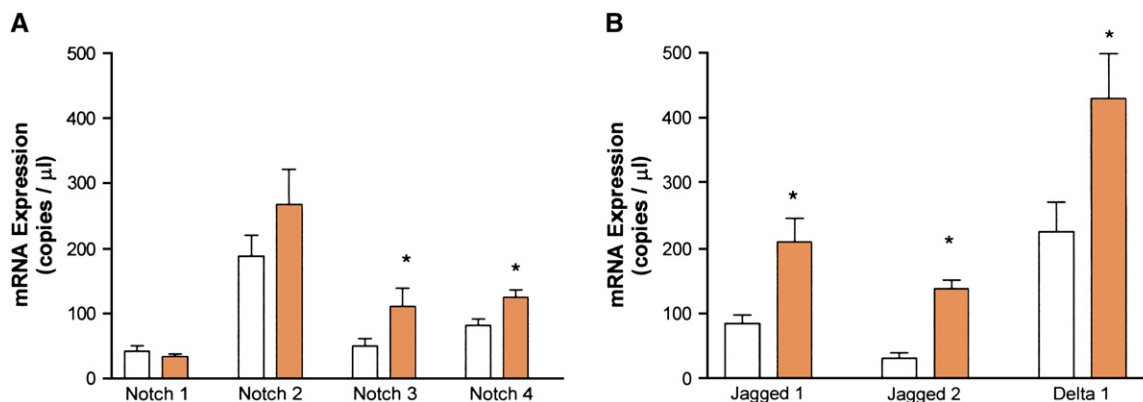 A
mRNA Expression
(copies / μl)
500
400
300
200
100
0
*
*
Notch 1 Notch 2 Notch 3 Notch 4
B
mRNA Expression
(copies / μl)
500
400
300
200
100
0
*
*
*
Jagged 1 Jagged 2 Delta 1